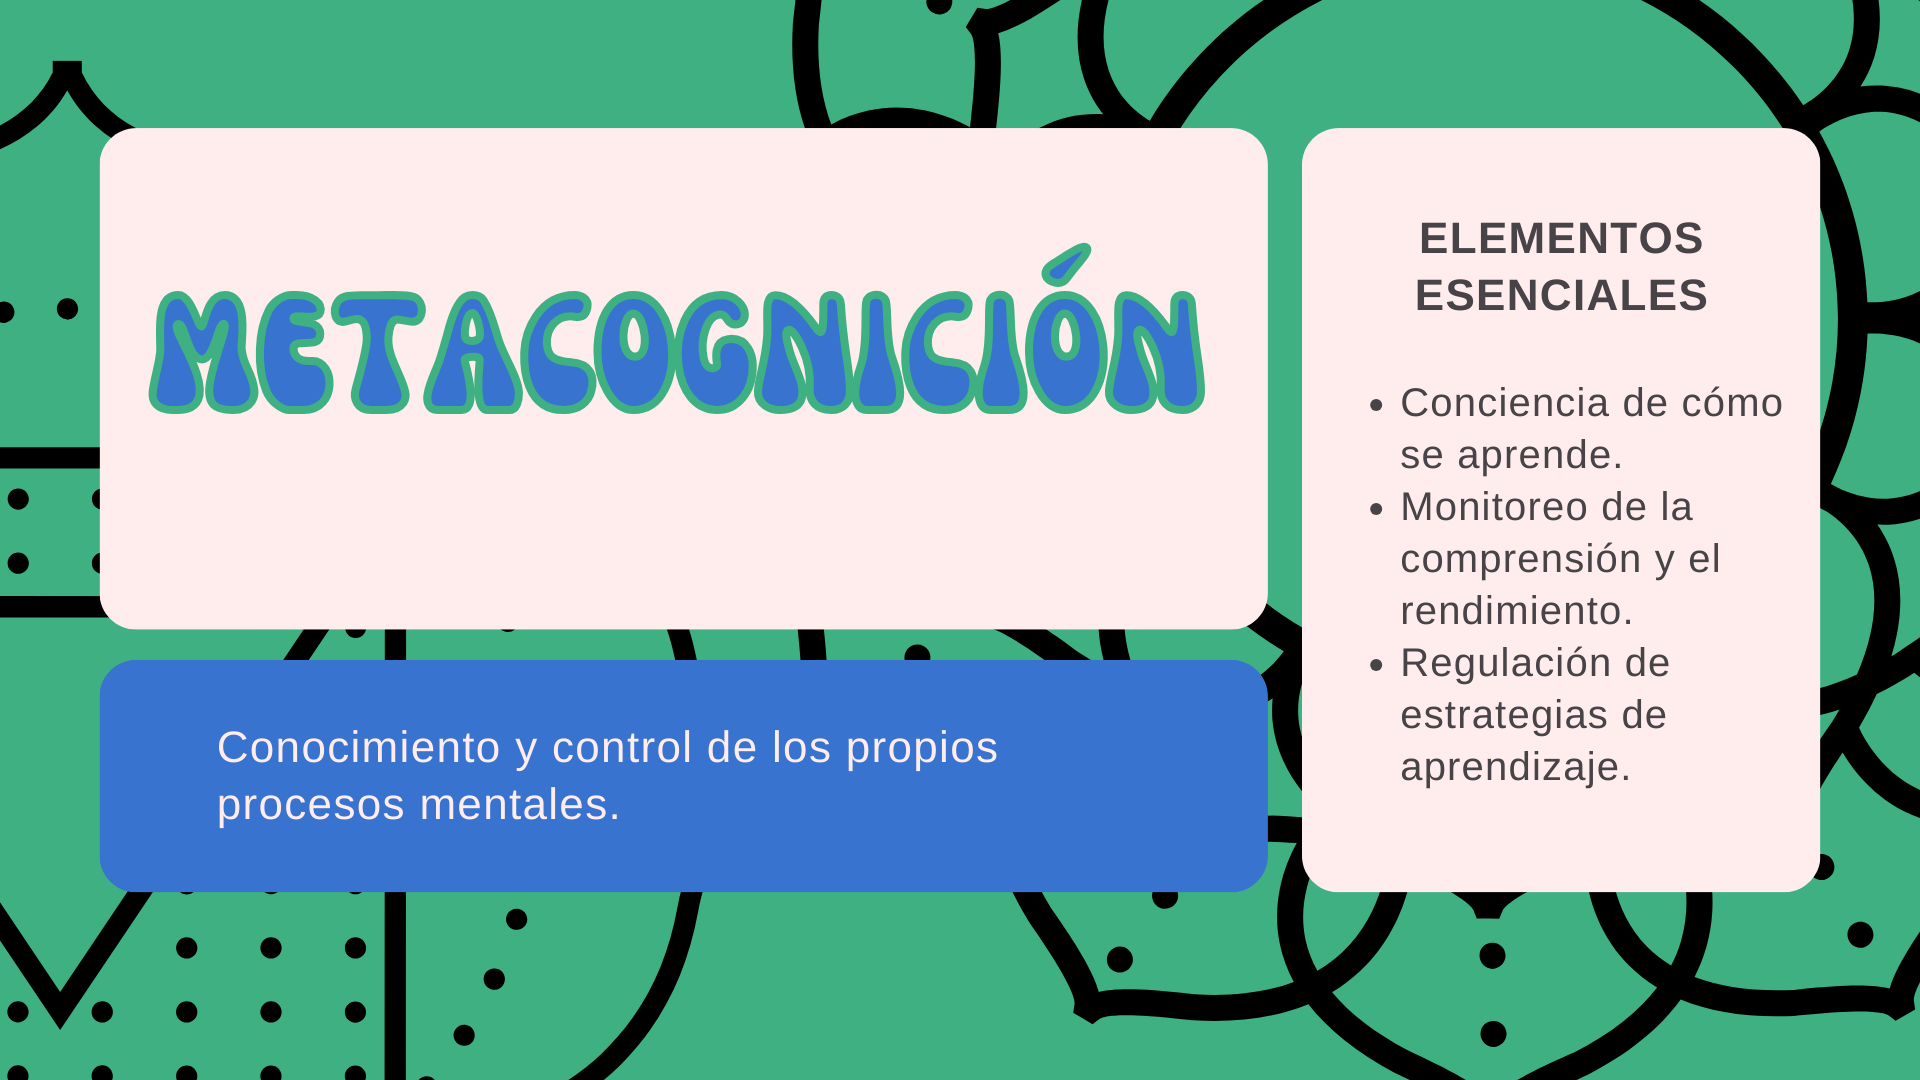 METACOGNICIÓN
Conocimiento y control de los propios
procesos mentales.
ELEMENTOS
ESENCIALES
• Conciencia de cómo
se aprende.
• Monitoreo de la
comprensión y el
rendimiento.
• Regulación de
estrategias de
aprendizaje.